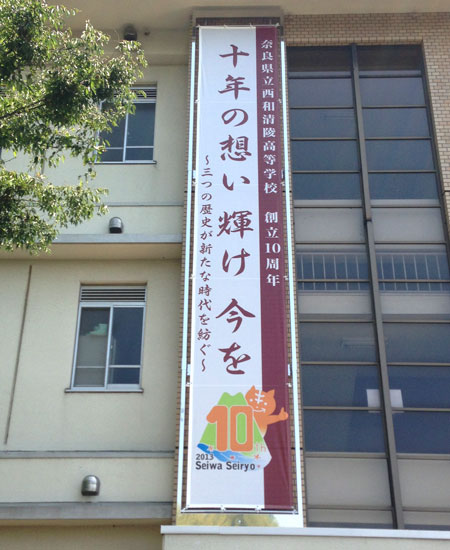 奈良県立西和清陵高等学校 創立10周年
十年の想い 輝け 今を
~三つの歴史が新たな時代を紡ぐ~
10th
2013
Seiwa Seiryo